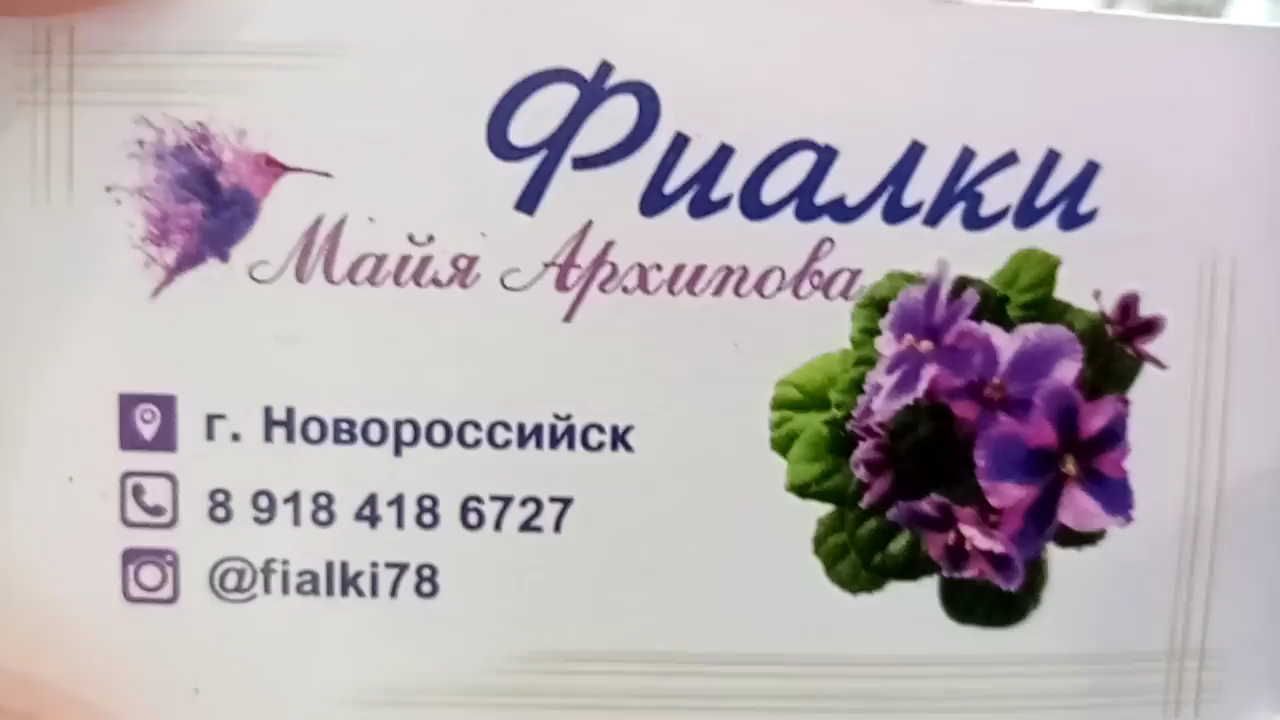 Фиалки
Майя Архипова
г. Новороссийск
8 918 418 6727
@fialki78